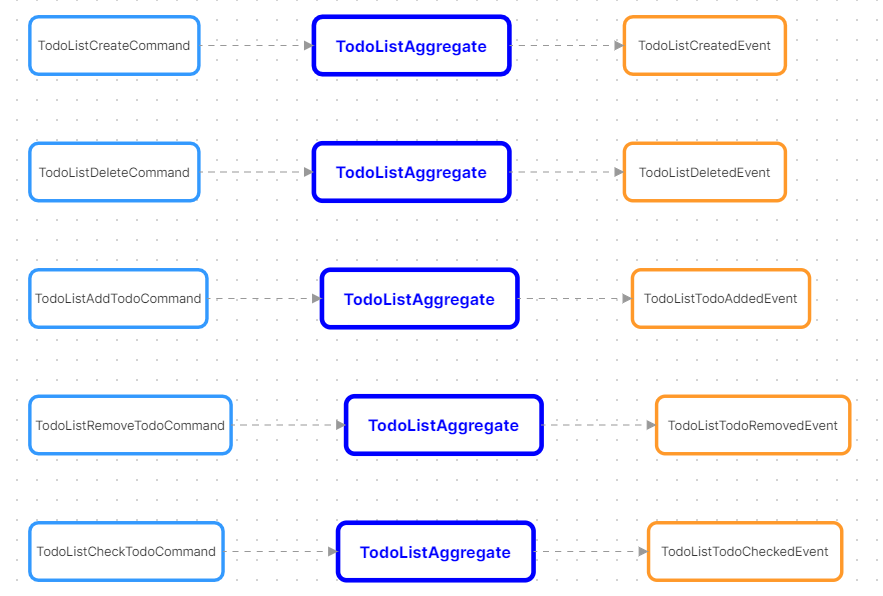 TodoListCreateCommand TodoListAggregate TodoListCreatedEvent
TodoListDeleteCommand TodoListAggregate TodoListDeletedEvent
TodoListAddTodoCommand TodoListAggregate TodoListTodoAddedEvent
TodoListRemoveTodoCommand TodoListAggregate TodoListTodoRemovedEvent
TodoListCheckTodoCommand TodoListAggregate TodoListTodoCheckedEvent